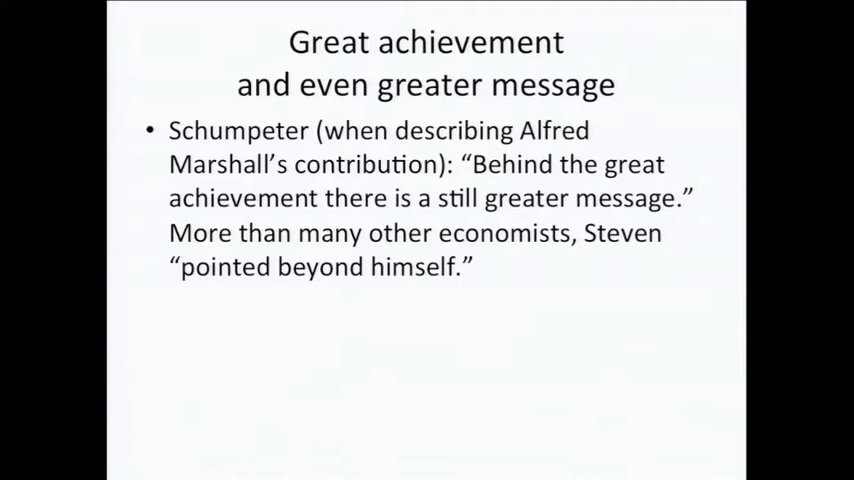 Great achievement
and even greater message
• Schumpeter (when describing Alfred
Marshall’s contribution): “Behind the great
achievement there is a still greater message.”
More than many other economists, Steven
“pointed beyond himself.”